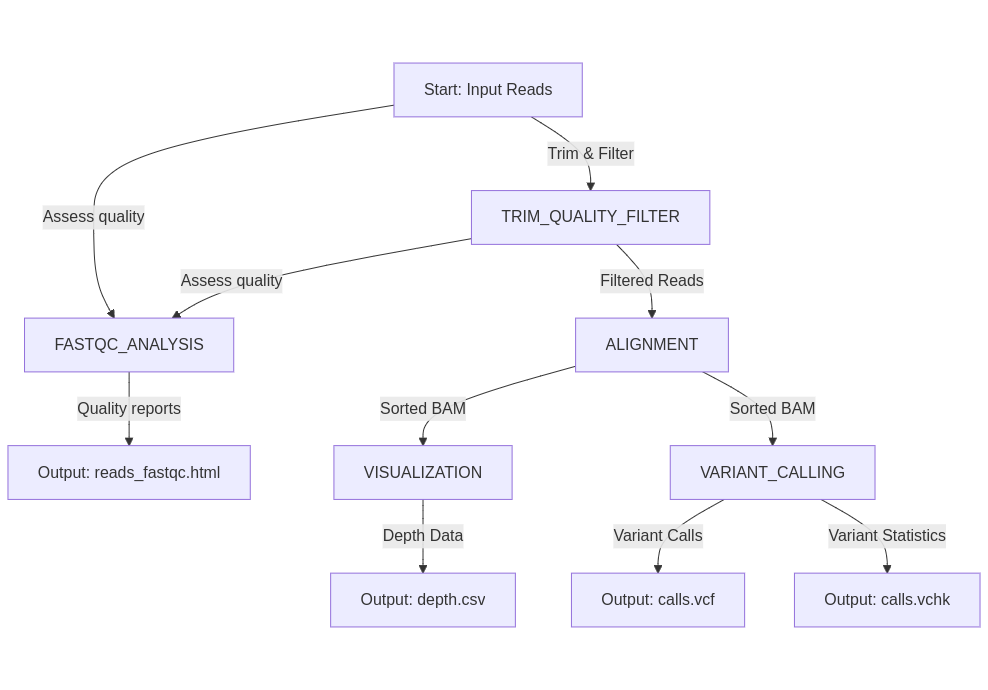 Start: Input Reads
Trim & Filter
TRIM_QUALITY_FILTER
Assess quality
Assess quality
Filtered Reads
FASTQC_ANALYSIS
ALIGNMENT
Quality reports
Sorted BAM
Sorted BAM
Output: reads_fastqc.html
VISUALIZATION
VARIANT_CALLING
Depth Data
Variant Calls
Variant Statistics
Output: depth.csv
Output: calls.vcf
Output: calls.vchk